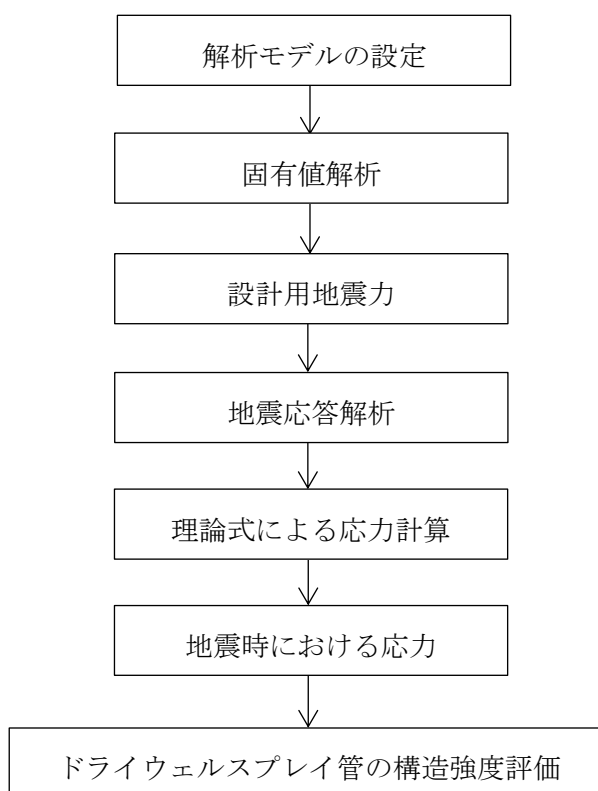 解析モデルの設定
固有値解析
設計用地震力
地震応答解析
理論式による応力計算
地震時における応力
ドライウェルスプレイ管の構造強度評価